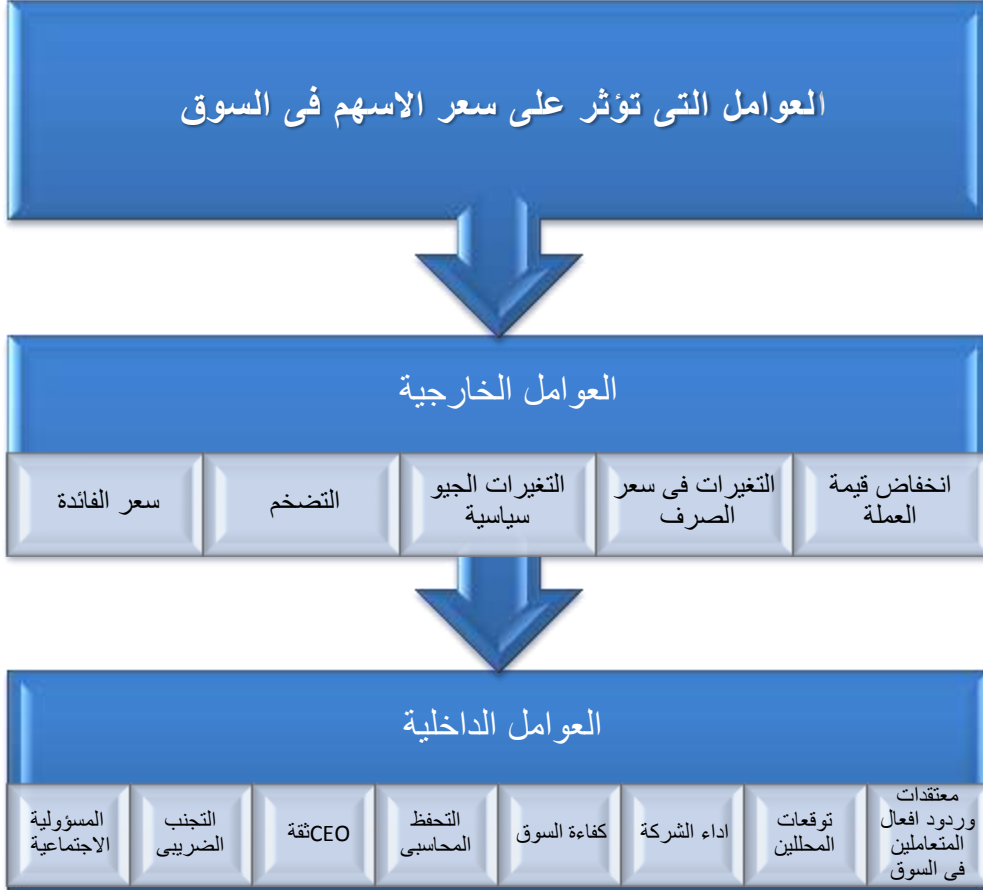 العوامل التى تؤثر على سعر الاسهم فى السوق
العوامل الخارجية
انخفاض قيمة
العملة
التغيرات فى سعر
الصرف
التغيرات الجيو
سياسية
التضخم
سعر الفائدة
العوامل الداخلية
معتقدات
وردود افعال
المتعاملين
فى السوق
توقعات
المحللين
اداء الشركة
كفاءة السوق
التحفظ
المحاسبى
ثقةCEO
التجنب
الضريبى
المسؤولية
الاجتماعية